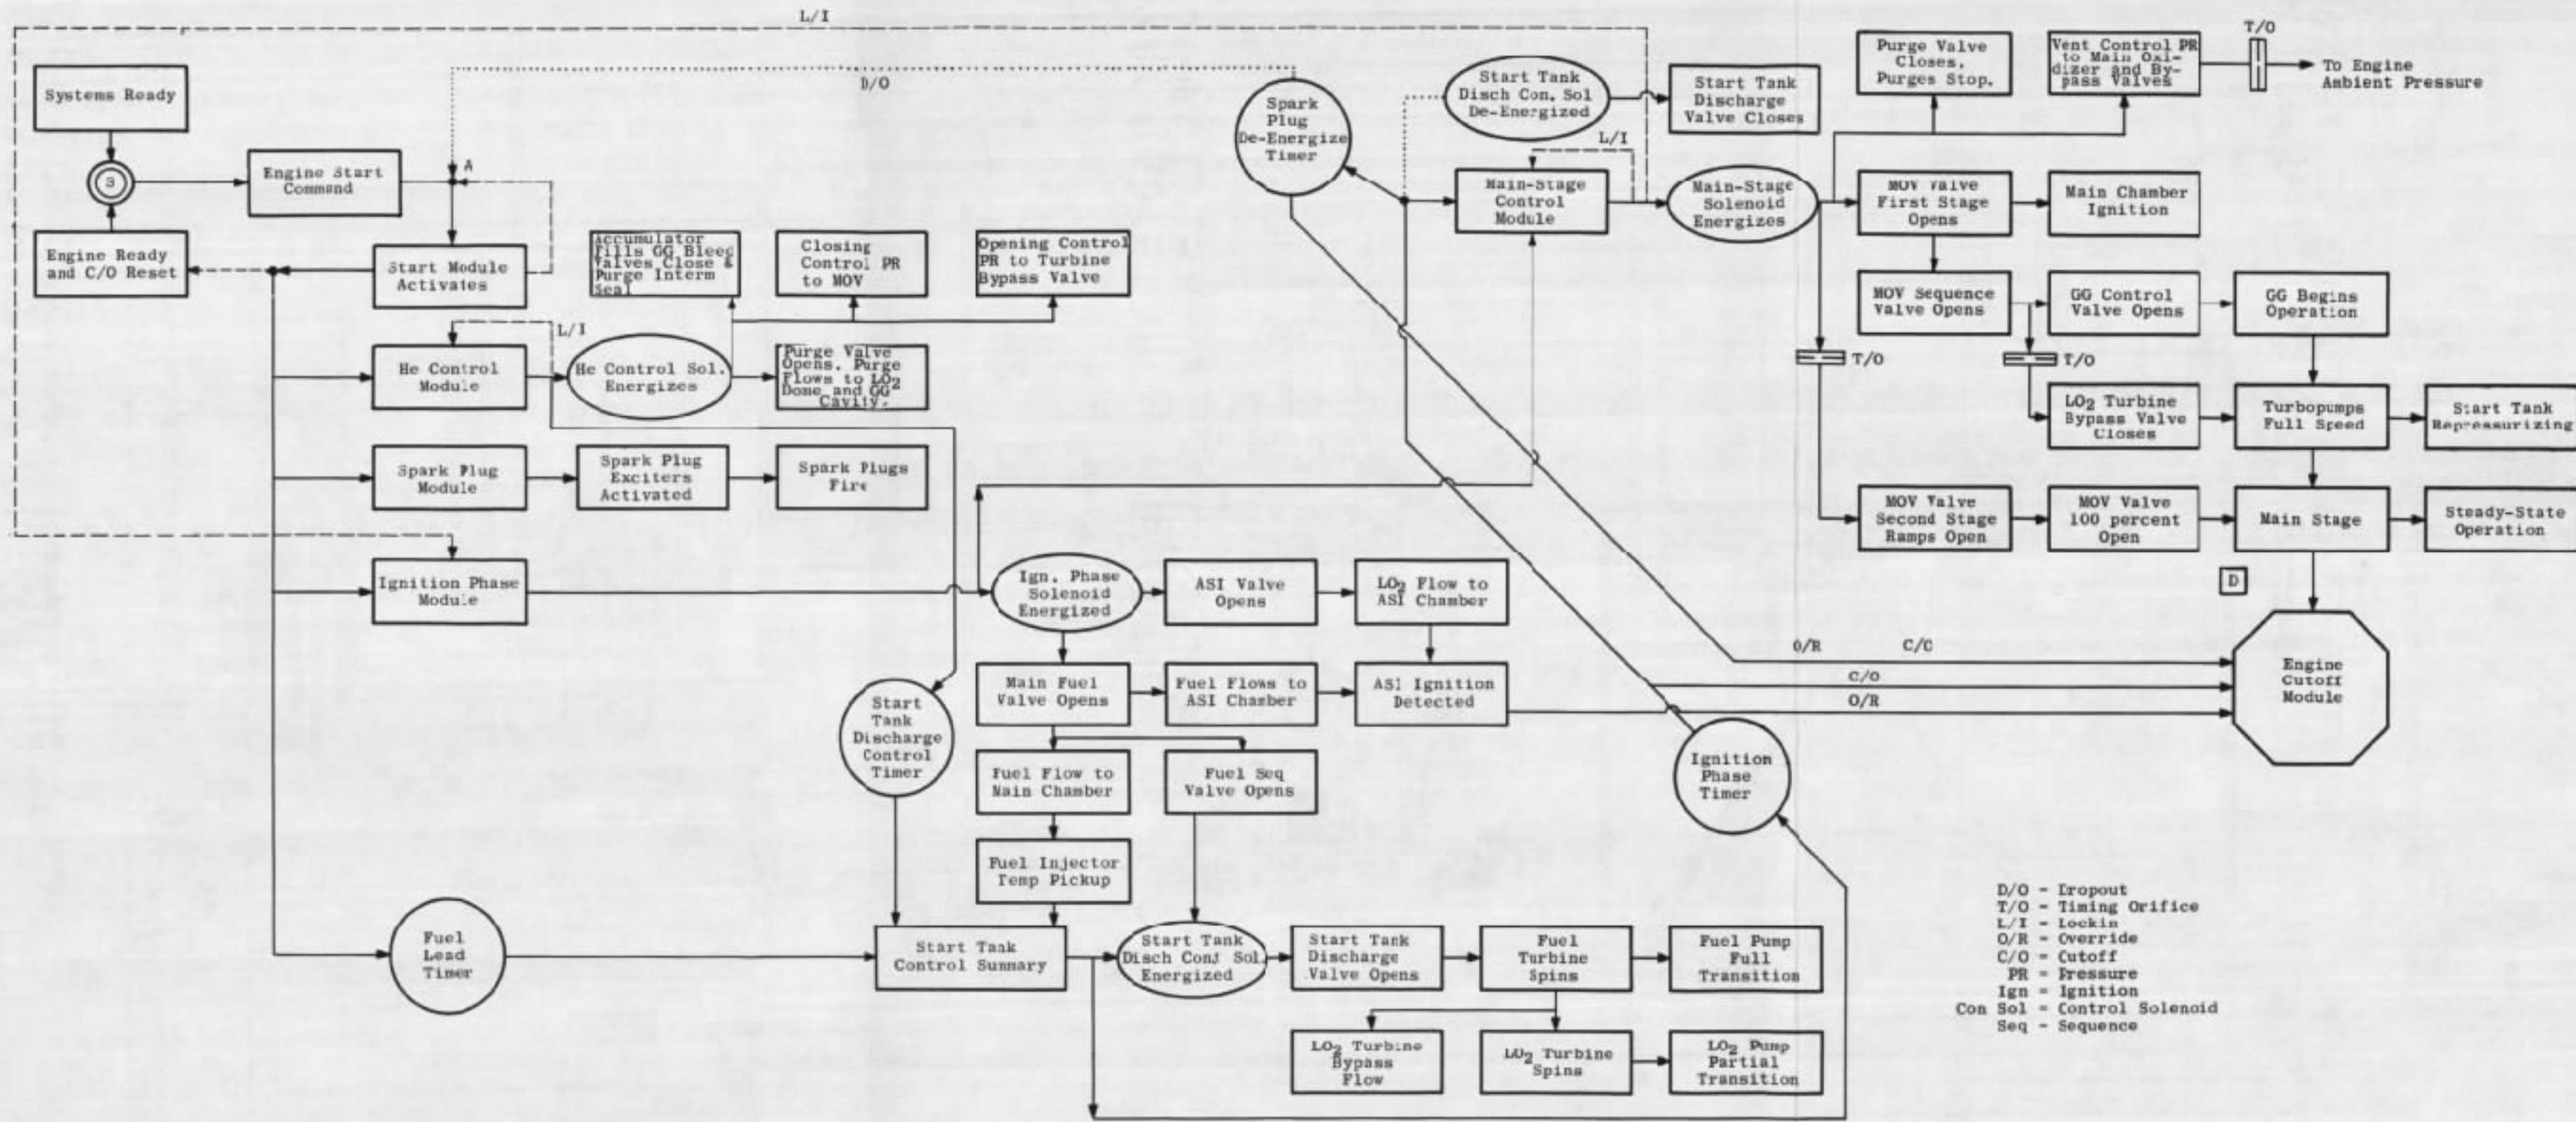 L/I
T/O
Systems Ready
D/O
Spark
Plug
De-Energize
Timer
Start Tank
Disch Con. Sol
De-Energized
Start Tank
Discharge
Valve Closes
Purge Valve
Closes.
Purges Stop.
Vent Control PR
to Main Oxi-
dizer and By-
pass Valves
To Engine
Ambient Pressure
3
Engine Start
Command
A
L/I
Main-Stage
Control
Module
Main-Stage
Solenoid
Energizes
MOV Valve
First Stage
Opens
Main Chamber
Ignition
Engine Ready
and C/O Reset
Start Module
Activates
Accumulator
Fills GG Bleed
Valves Close &
Purge Interm
Seal
Closing
Control PR
to MOV
Opening Control
PR to Turbine
Bypass Valve
MOV Sequence
Valve Opens
GG Control
Valve Opens
GG Begins
Operation
L/I
He Control
Module
He Control Sol.
Energizes
Purge Valve
Opens. Purge
Flows to LO2
Dome and GG
Cavity.
T/O
T/O
LO2 Turbine
Bypass Valve
Closes
Turbopumps
Full Speed
Start Tank
Repressurizing
Spark Plug
Module
Spark Plug
Exciters
Activated
Spark Plugs
Fire
MOV Valve
Second Stage
Ramps Open
MOV Valve
100 percent
Open
Main Stage
Steady-State
Operation
Ignition Phase
Module
Ign. Phase
Solenoid
Energized
ASI Valve
Opens
LO2 Flow to
ASI Chamber
D
O/R
C/C
C/O
O/R
Engine
Cutoff
Module
Start
Tank
Discharge
Control
Timer
Main Fuel
Valve Opens
Fuel Flows to
ASI Chamber
ASI Ignition
Detected
Fuel Flow to
Main Chamber
Fuel Seq
Valve Opens
Ignition
Phase
Timer
Fuel Injector
Temp Pickup
Fuel
Lead
Timer
Start Tank
Control Summary
Start Tank
Disch Con. Sol.
Energized
Start Tank
Discharge
Valve Opens
Fuel
Turbine
Spins
Fuel Pump
Full
Transition
LO2 Turbine
Bypass
Flow
LO2 Turbine
Spins
LO2 Pump
Partial
Transition
D/O - Dropout
T/O - Timing Orifice
L/I - Lockin
O/R = Override
C/O = Cutoff
PR = Pressure
Ign = Ignition
Con Sol = Control Solenoid
Seq - Sequence